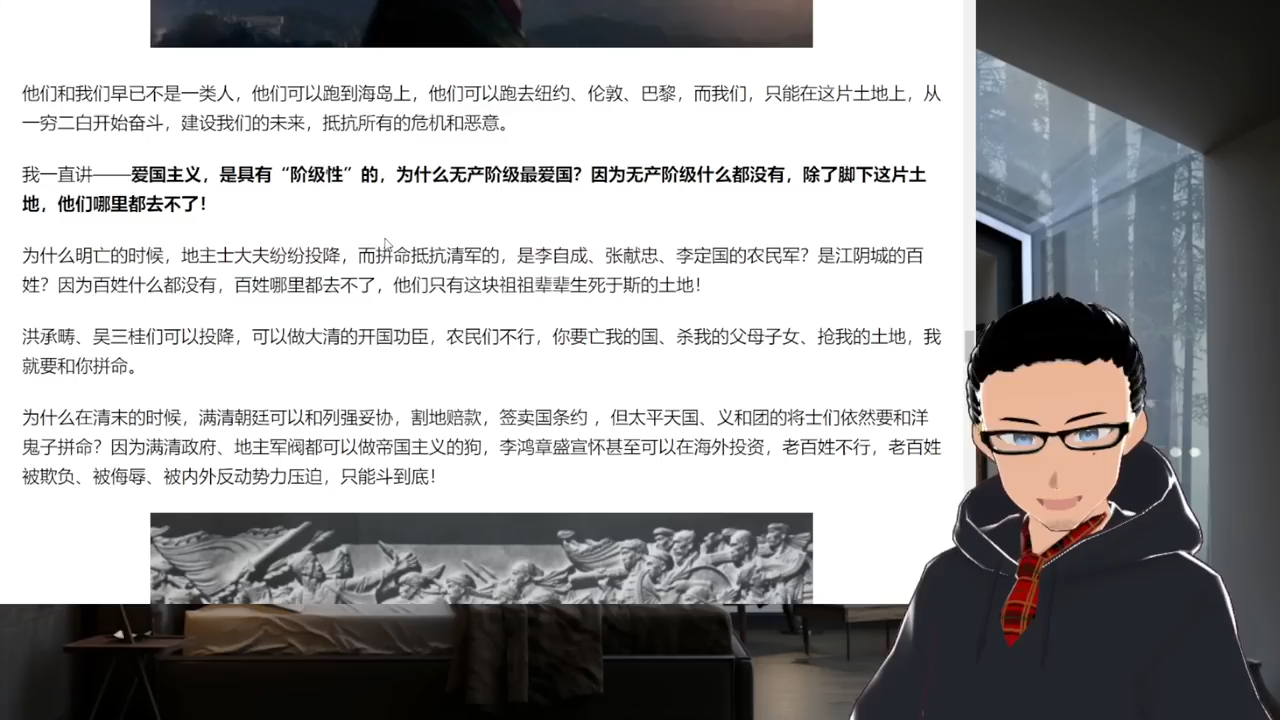 他们和我们早已不是一类人，他们可以跑到海岛上，他们可以跑去纽约、伦敦、巴黎，而我们，只能在这片土地上，从
一穷二白开始奋斗，建设我们的未来，抵抗所有的危机和恶意。
我一直讲——爱国主义，是具有“阶级性”的，为什么无产阶级最爱国？因为无产阶级什么都没有，除了脚下这片土
地，他们哪里都去不了！
为什么明亡的时候，地主士大夫纷纷投降，而拼命抵抗清军的，是李自成、张献忠、李定国的农民军？是江阴城的百
姓？因为百姓什么都没有，百姓哪里都去不了，他们只有这块祖祖辈辈生死于斯的土地！
洪承畴、吴三桂们可以投降，可以做大清的开国功臣，农民们不行，你要亡我的国、杀我的父母子女、抢我的土地，我
就要和你拼命。
为什么在清末的时候，满清朝廷可以和列强妥协，割地赔款，签卖国条约 ，但太平天国、义和团的将士们依然要和洋
鬼子拼命？因为满清政府、地主军阀都可以做帝国主义的狗，李鸿章盛宣怀甚至可以在海外投资，老百姓不行，老百姓
被欺负、被侮辱、被内外反动势力压迫，只能斗到底！